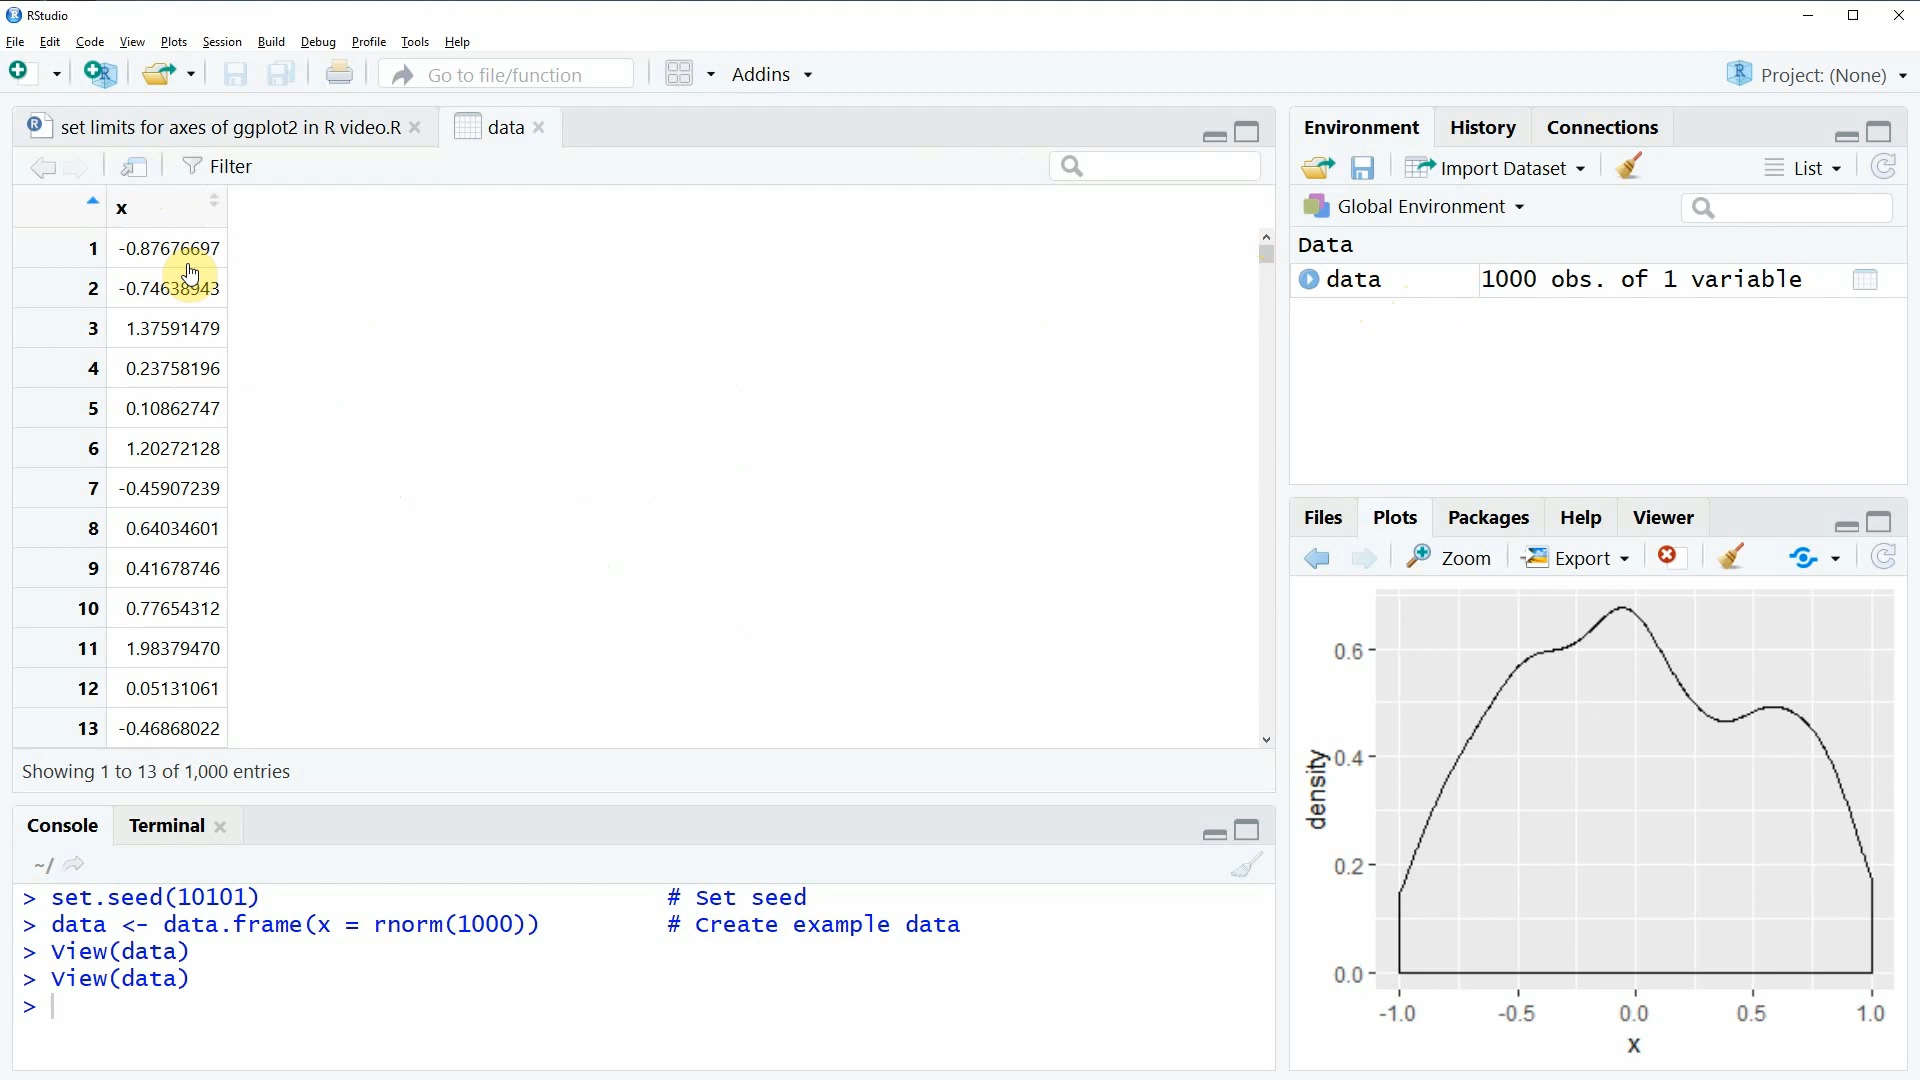 RStudio
File Edit Code View Plots Session Build Debug Profile Tools Help
Go to file/function Addins Project: (None)
set limits for axes of ggplot2 in R video.R data
Filter
x
1 -0.87676697
2 -0.74638943
3 1.37591479
4 0.23758196
5 0.10862747
6 1.20272128
7 -0.45907239
8 0.64034601
9 0.41678746
10 0.77654312
11 1.98379470
12 0.05131061
13 -0.46868022
Showing 1 to 13 of 1,000 entries
Console Terminal
~/
> set.seed(10101) # Set seed
> data <- data.frame(x = rnorm(1000)) # Create example data
> View(data)
> View(data)
>
Environment History Connections
Import Dataset List
R Global Environment
Data
data 1000 obs. of 1 variable
Files Plots Packages Help Viewer
Zoom Export
density
0.6
0.4
0.2
0.0
-1.0 -0.5 0.0 0.5 1.0
x